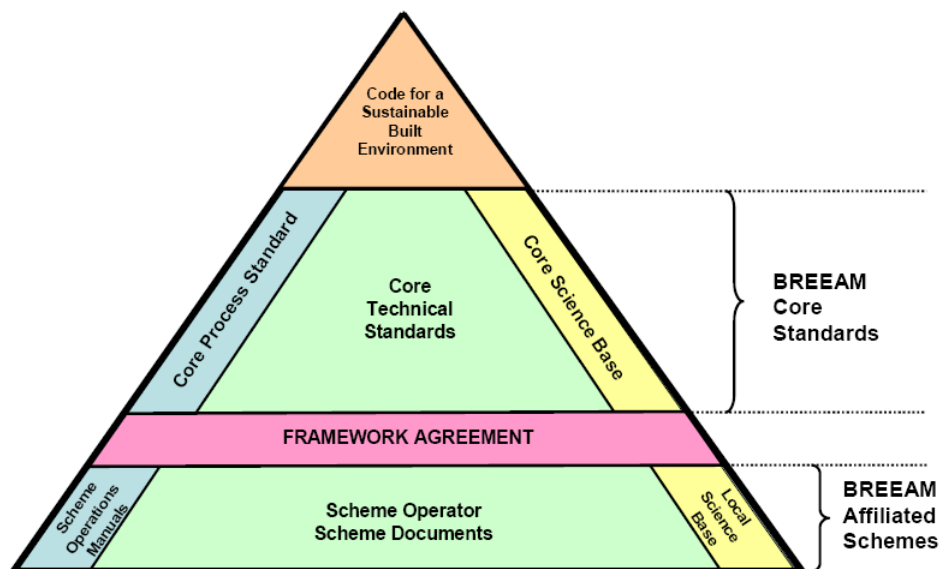 Code for a
Sustainable
Built
Environment
Core Process Standard
Core
Technical
Standards
Core Science Base
BREEAM
Core
Standards
FRAMEWORK AGREEMENT
Scheme
Operations
Manuals
Scheme Operator
Scheme Documents
Local
Science
Base
BREEAM
Affiliated
Schemes